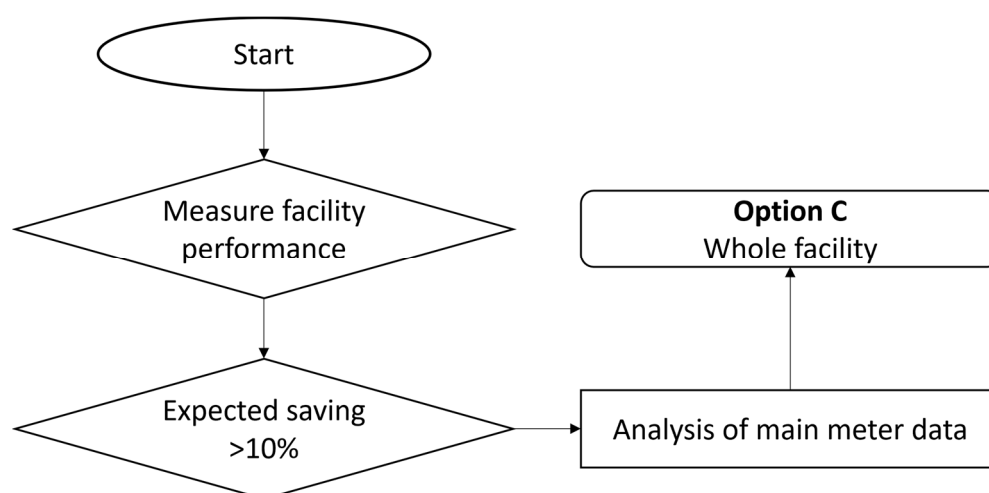 Start
Measure facility
performance
Option C
Whole facility
Expected saving
>10%
Analysis of main meter data